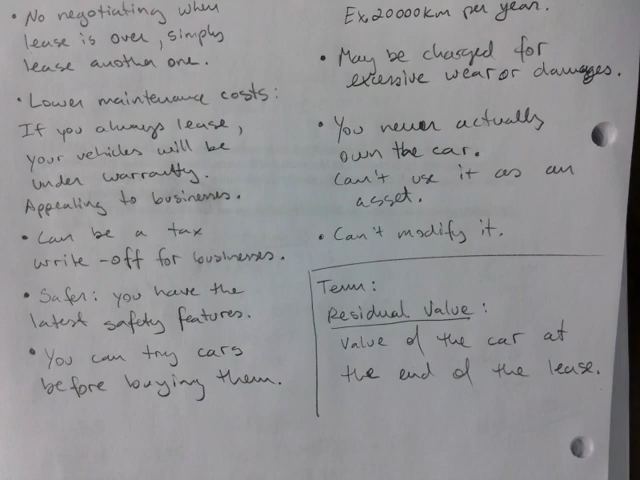 • No negotiating when
lease is over, simply
lease another one.
• Lower maintenance costs:
If you always lease,
your vehicles will be
under warranty.
Appealing to businesses.
• Can be a tax
write-off for businesses.
• Safer: you have the
latest safety features.
• You can try cars
before buying them.
Ex. 20000km per year.
• May be charged for
excessive wear or damages.
• You never actually
own the car.
Can't use it as an
asset.
• Can't modify it.
Term:
Residual Value:
Value of the car at
the end of the lease.